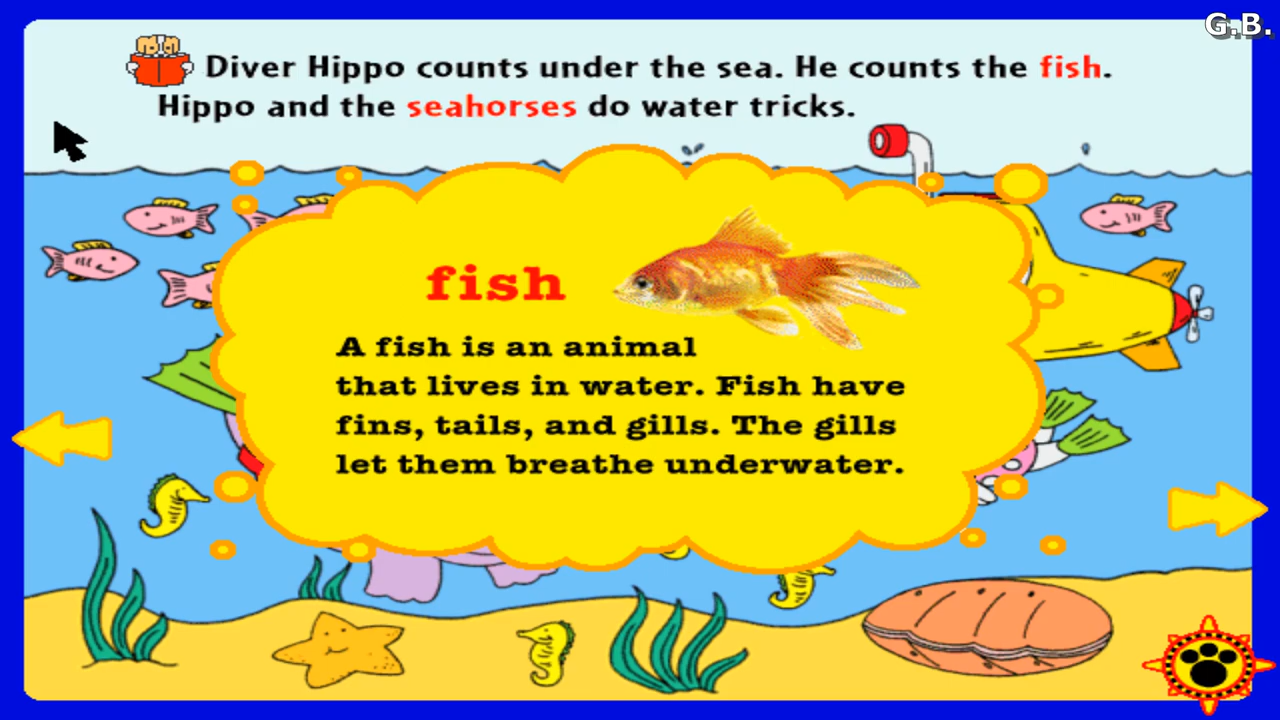 G.B.
Diver Hippo counts under the sea. He counts the fish.
Hippo and the seahorses do water tricks.
fish
A fish is an animal
that lives in water. Fish have
fins, tails, and gills. The gills
let them breathe underwater.